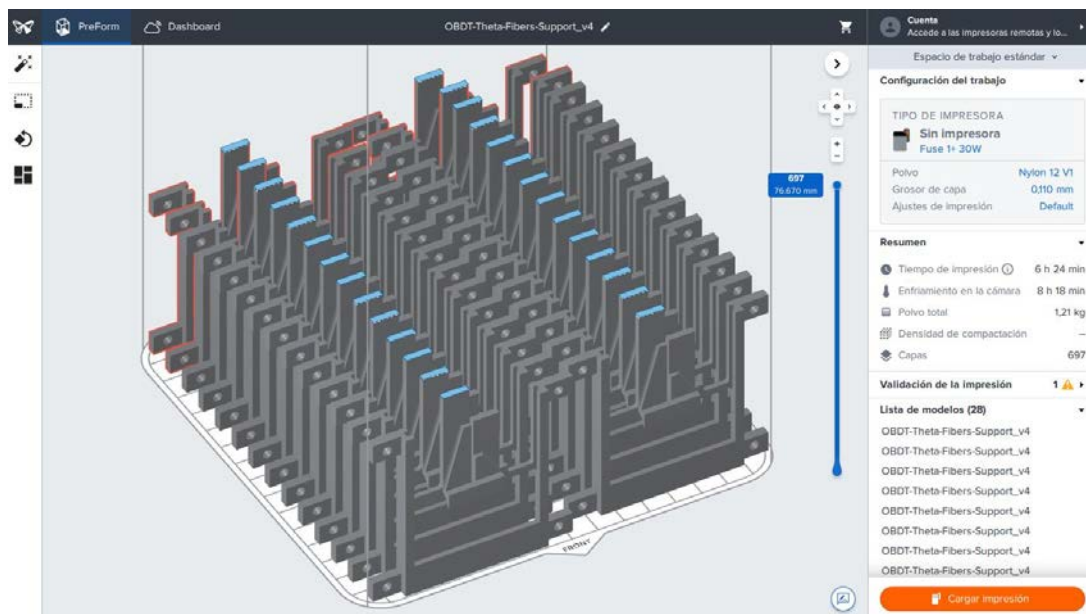 PreForm
Dashboard
OBDT-Theta-Fibers-Support_v4
Cuenta
Accede a las impresoras remotas y lo...
Espacio de trabajo estándar
Configuración del trabajo
TIPO DE IMPRESORA
Sin impresora
Fuse 1+ 30W
Polvo Nylon 12 V1
Grosor de capa 0,110 mm
Ajustes de impresión Default
Resumen
Tiempo de impresión 6 h 24 min
Enfriamiento en la cámara 8 h 18 min
Polvo total 1,21 kg
Densidad de compactación —
Capas 697
Validación de la impresión 1
Lista de modelos (28)
OBDT-Theta-Fibers-Support_v4
OBDT-Theta-Fibers-Support_v4
OBDT-Theta-Fibers-Support_v4
OBDT-Theta-Fibers-Support_v4
OBDT-Theta-Fibers-Support_v4
OBDT-Theta-Fibers-Support_v4
OBDT-Theta-Fibers-Support_v4
OBDT-Theta-Fibers-Support_v4
Cargar impresión
697
76.670 mm
FRONT